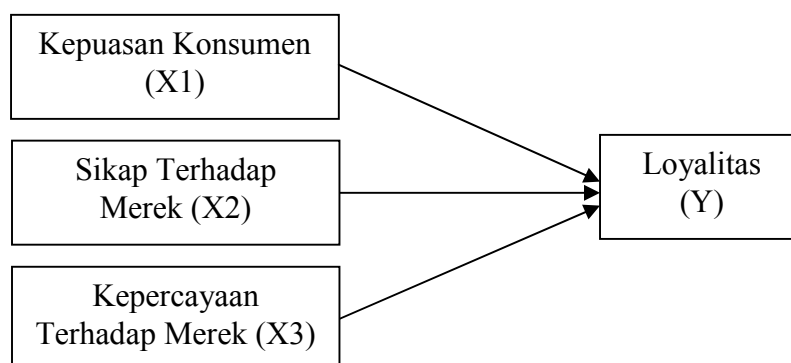 Kepuasan Konsumen
(X1)
Sikap Terhadap
Merek (X2)
Kepercayaan
Terhadap Merek (X3)
Loyalitas
(Y)